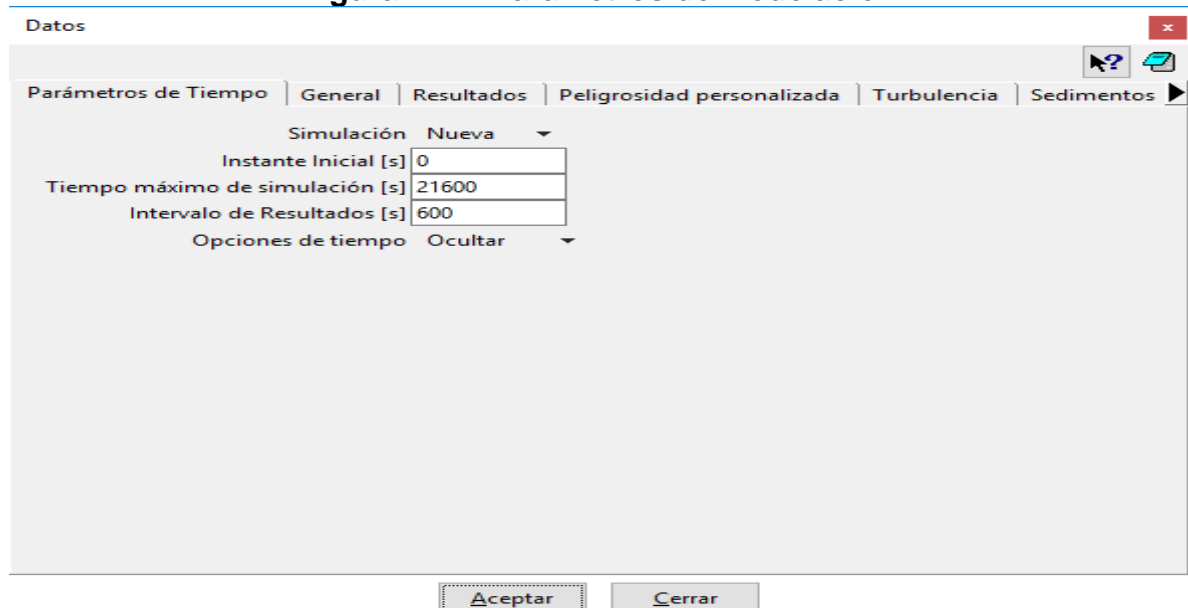 Datos
Parámetros de Tiempo General Resultados Peligrosidad personalizada Turbulencia Sedimentos
Simulación Nueva
Instante Inicial [s] 0
Tiempo máximo de simulación [s] 21600
Intervalo de Resultados [s] 600
Opciones de tiempo Ocultar
Aceptar Cerrar